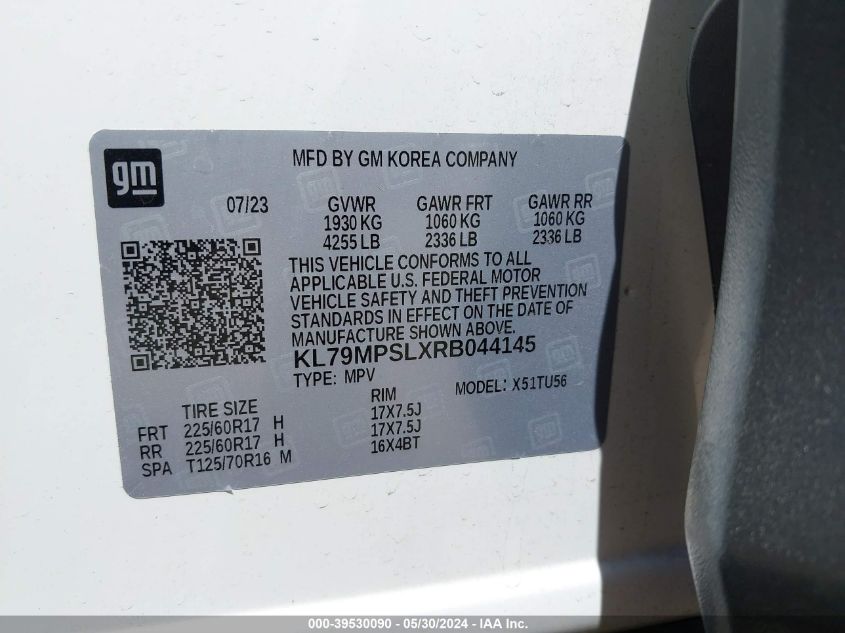 gm
MFD BY GM KOREA COMPANY
07/23 GVWR GAWR FRT GAWR RR
1930 KG 1060 KG 1060 KG
4255 LB 2336 LB 2336 LB
THIS VEHICLE CONFORMS TO ALL
APPLICABLE U.S. FEDERAL MOTOR
VEHICLE SAFETY AND THEFT PREVENTION
STANDARDS IN EFFECT ON THE DATE OF
MANUFACTURE SHOWN ABOVE.
KL79MPSLXRB044145
TYPE: MPV MODEL: X51TU56
TIRE SIZE RIM
FRT 225/60R17 H 17X7.5J
RR 225/60R17 H 17X7.5J
SPA T125/70R16 M 16X4BT
000-39530090 - 05/30/2024 - IAA Inc.